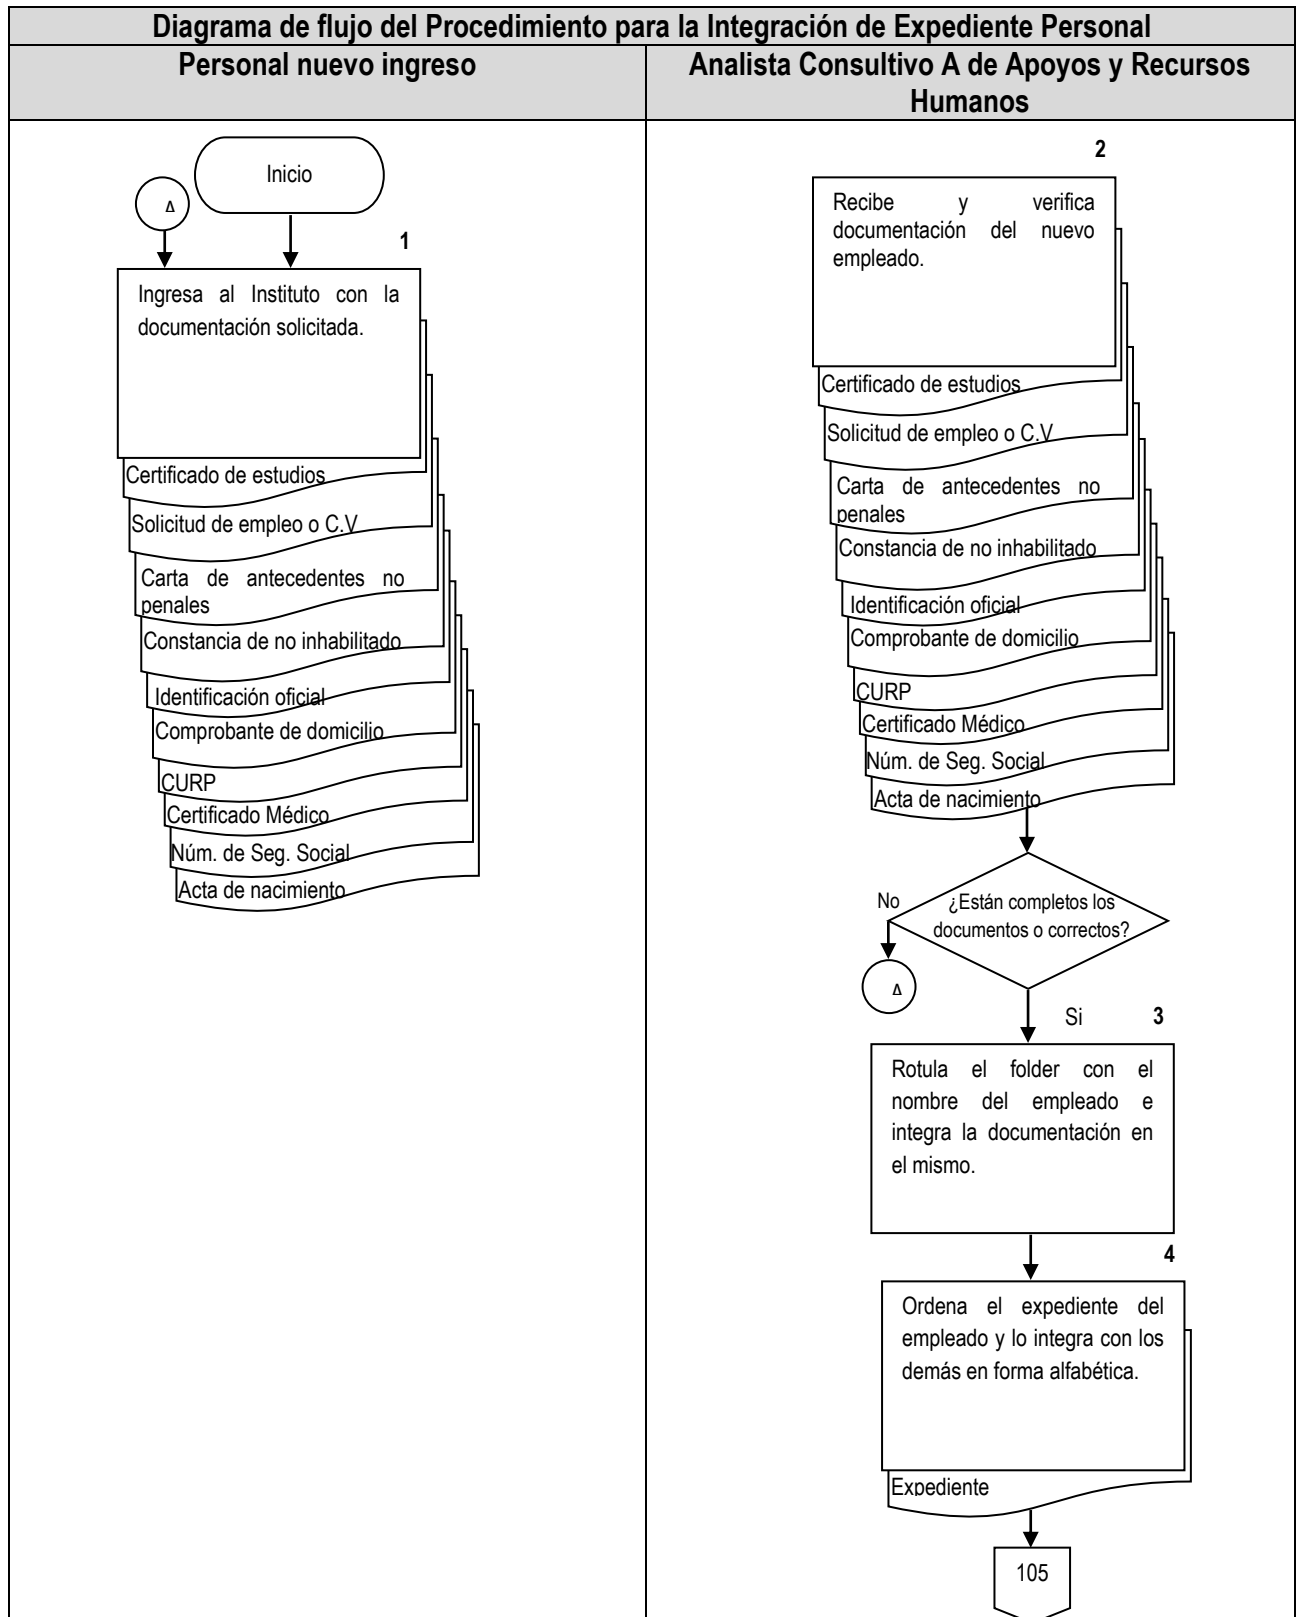 Diagrama de flujo del Procedimiento para la Integración de Expediente Personal
Personal nuevo ingreso
Analista Consultivo A de Apoyos y Recursos
Humanos
Inicio
1
Ingresa al Instituto con la
documentación solicitada.
Certificado de estudios
Solicitud de empleo o C.V
Carta de antecedentes no
penales
Constancia de no inhabilitado
Identificación oficial
Comprobante de domicilio
CURP
Certificado Médico
Núm. de Seg. Social
Acta de nacimiento
2
Recibe y verifica
documentación del nuevo
empleado.
Certificado de estudios
Solicitud de empleo o C.V
Carta de antecedentes no
penales
Constancia de no inhabilitado
Identificación oficial
Comprobante de domicilio
CURP
Certificado Médico
Núm. de Seg. Social
Acta de nacimiento
No
¿Están completos los
documentos o correctos?
Si
3
Rotula el folder con el
nombre del empleado e
integra la documentación en
el mismo.
4
Ordena el expediente del
empleado y lo integra con los
demás en forma alfabética.
Expediente
105